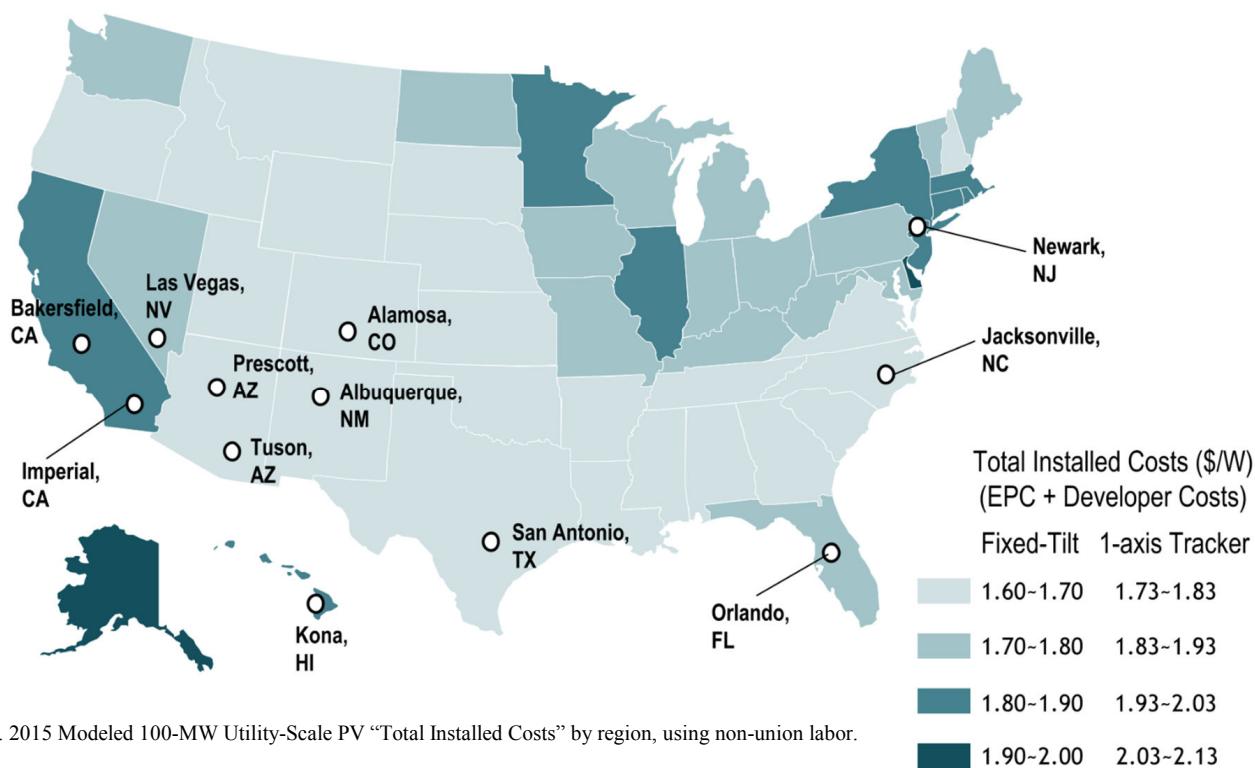 Bakersfield,
CA
Las Vegas,
NV
Alamosa,
CO
Prescott,
AZ
Albuquerque,
NM
Tuson,
AZ
Imperial,
CA
San Antonio,
TX
Kona,
HI
Orlando,
FL
Newark,
NJ
Jacksonville,
NC
Total Installed Costs ($/W)
(EPC + Developer Costs)
Fixed-Tilt 1-axis Tracker
1.60~1.70 1.73~1.83
1.70~1.80 1.83~1.93
1.80~1.90 1.93~2.03
1.90~2.00 2.03~2.13
. 2015 Modeled 100-MW Utility-Scale PV “Total Installed Costs” by region, using non-union labor.